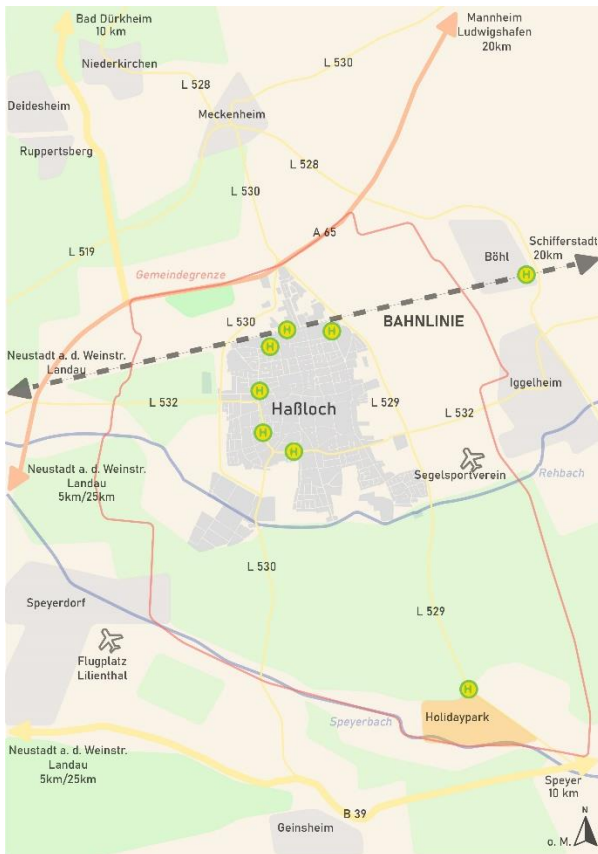 Bad Dürkheim
10 km
Mannheim
Ludwigshafen
20km
Niederkirchen
L 530
L 528
Deidesheim
Meckenheim
Ruppertsberg
L 528
L 530
A 65
L 519
Schifferstadt
20km
Böhl
Gemeindegrenze
H
L 530
H
H
BAHNLINIE
H
Neustadt a. d. Weinstr.
Landau
Iggelheim
H
L 532
Haßloch
L 529
L 532
H
H
Neustadt a. d. Weinstr.
Landau
5km/25km
Segelsportverein
Rehbach
L 530
Speyerdorf
L 529
Flugplatz
Lilienthal
H
Speyerbach
Holidaypark
Neustadt a. d. Weinstr.
Landau
5km/25km
Speyer
10 km
B 39
Geinsheim
N
o. M.